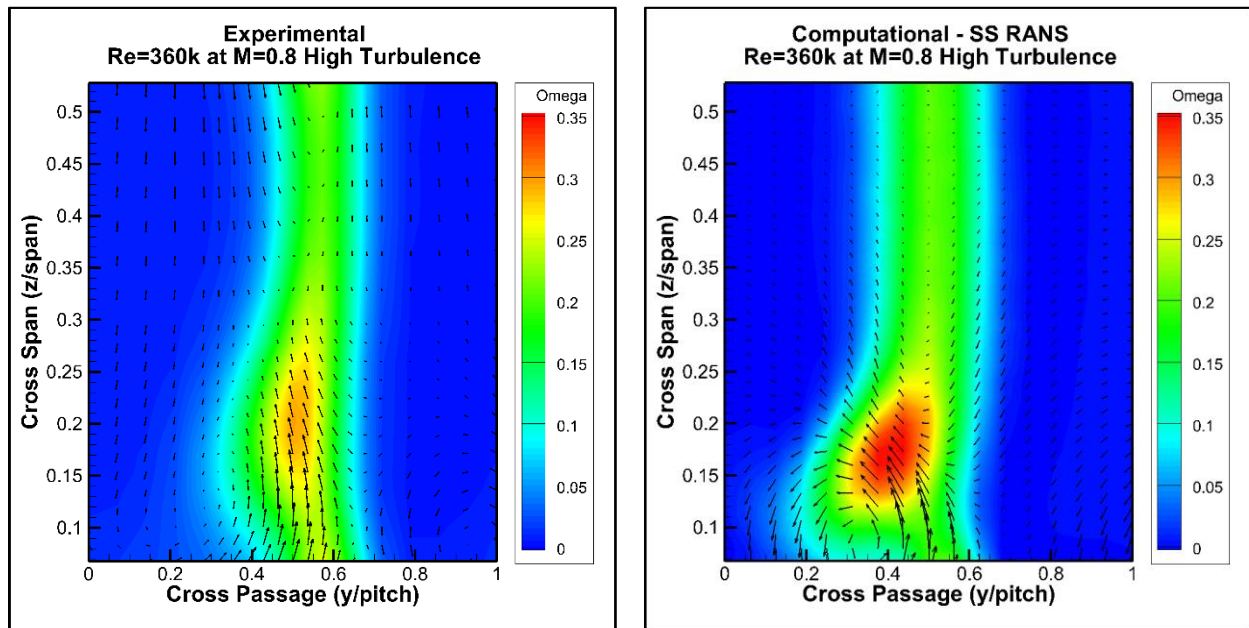 Experimental
Re=360k at M=0.8 High Turbulence
Omega
0.35
0.3
0.25
0.2
0.15
0.1
0.05
0
Cross Span (z/span)
0.5
0.45
0.4
0.35
0.3
0.25
0.2
0.15
0.1
0 0.2 0.4 0.6 0.8 1
Cross Passage (y/pitch)
Computational - SS RANS
Re=360k at M=0.8 High Turbulence
Omega
0.35
0.3
0.25
0.2
0.15
0.1
0.05
0
Cross Span (z/span)
0.5
0.45
0.4
0.35
0.3
0.25
0.2
0.15
0.1
0 0.2 0.4 0.6 0.8 1
Cross Passage (y/pitch)